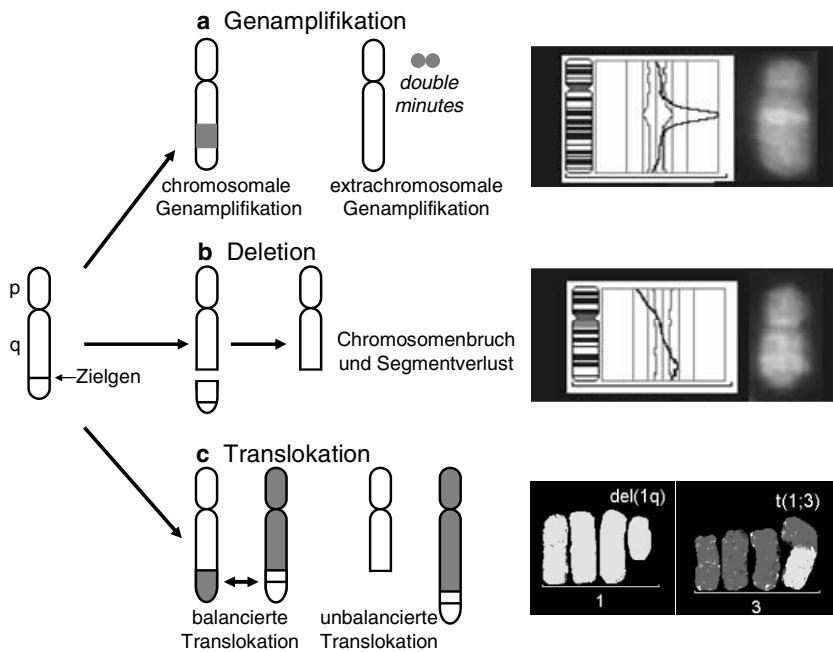 a Genamplifikation
double
minutes
chromosomale
Genamplifikation
extrachromosomale
Genamplifikation
b Deletion
p
q
←Zielgen
Chromosomenbruch
und Segmentverlust
c Translokation
balancierte
Translokation
unbalancierte
Translokation
del(1q)
1
t(1;3)
3